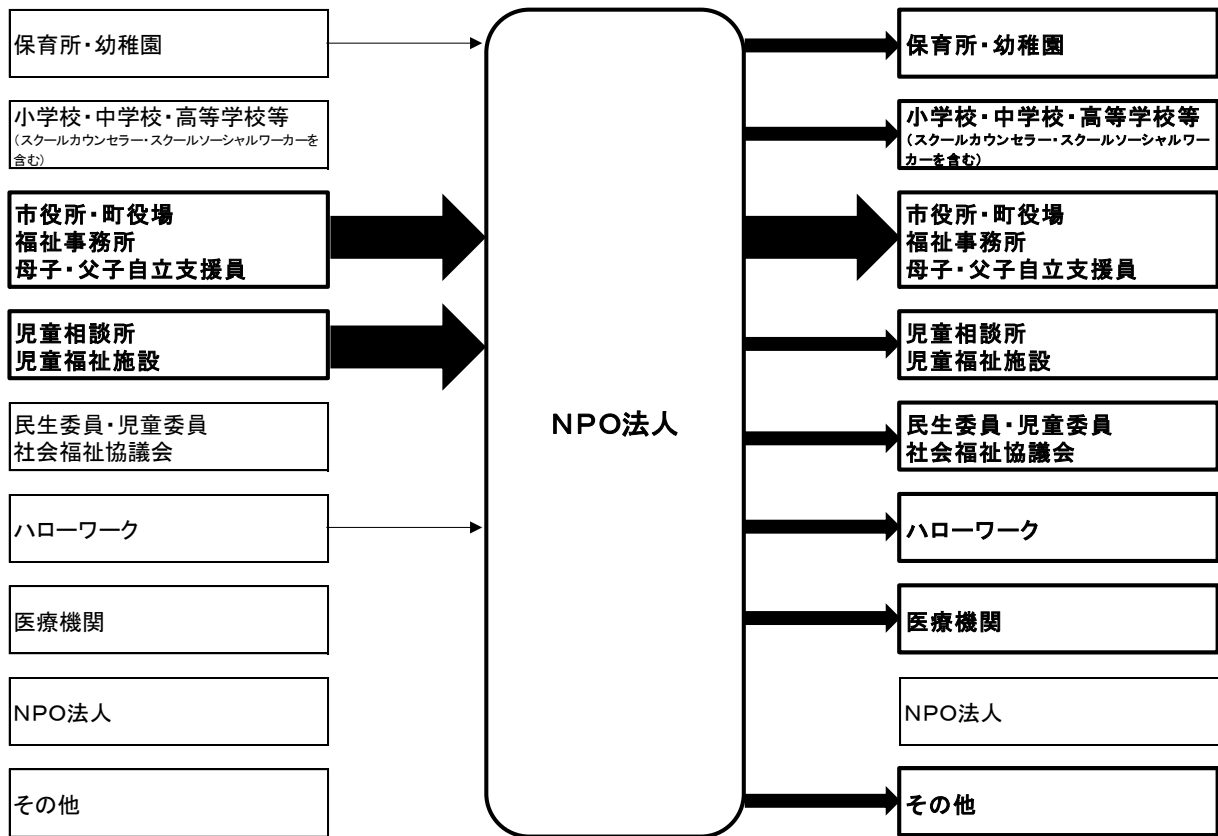 保育所・幼稚園
小学校・中学校・高等学校等
（スクールカウンセラー・スクールソーシャルワーカーを
含む）
市役所・町役場
福祉事務所
母子・父子自立支援員
児童相談所
児童福祉施設
民生委員・児童委員
社会福祉協議会
ハローワーク
医療機関
ＮＰＯ法人
その他
ＮＰＯ法人
保育所・幼稚園
小学校・中学校・高等学校等
（スクールカウンセラー・スクールソーシャルワー
カーを含む）
市役所・町役場
福祉事務所
母子・父子自立支援員
児童相談所
児童福祉施設
民生委員・児童委員
社会福祉協議会
ハローワーク
医療機関
ＮＰＯ法人
その他